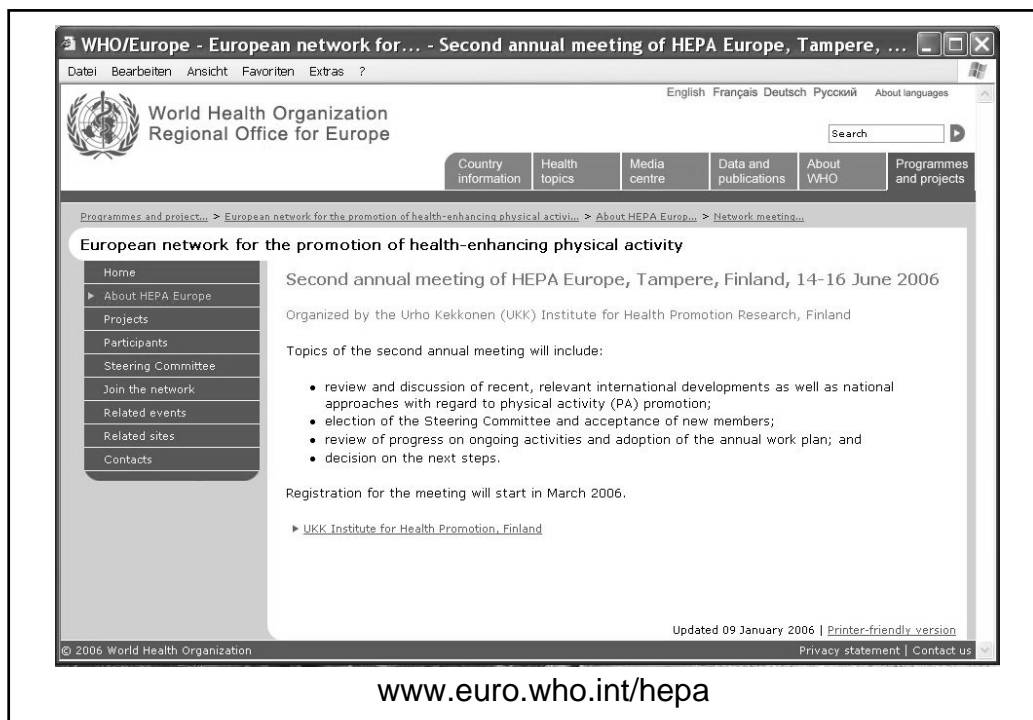 WHO/Europe - European network for... - Second annual meeting of HEPA Europe, Tampere, ...
Datei Bearbeiten Ansicht Favoriten Extras ?
English Français Deutsch Русский About languages
World Health Organization
Regional Office for Europe
Search
Country information
Health topics
Media centre
Data and publications
About WHO
Programmes and projects
Programmes and project... > European network for the promotion of health-enhancing physical activi... > About HEPA Europ... > Network meeting...
European network for the promotion of health-enhancing physical activity
Home
About HEPA Europe
Projects
Participants
Steering Committee
Join the network
Related events
Related sites
Contacts
Second annual meeting of HEPA Europe, Tampere, Finland, 14-16 June 2006
Organized by the Urho Kekkonen (UKK) Institute for Health Promotion Research, Finland
Topics of the second annual meeting will include:
• review and discussion of recent, relevant international developments as well as national
approaches with regard to physical activity (PA) promotion;
• election of the Steering Committee and acceptance of new members;
• review of progress on ongoing activities and adoption of the annual work plan; and
• decision on the next steps.
Registration for the meeting will start in March 2006.
UKK Institute for Health Promotion, Finland
Updated 09 January 2006 | Printer-friendly version
© 2006 World Health Organization
Privacy statement | Contact us
www.euro.who.int/hepa